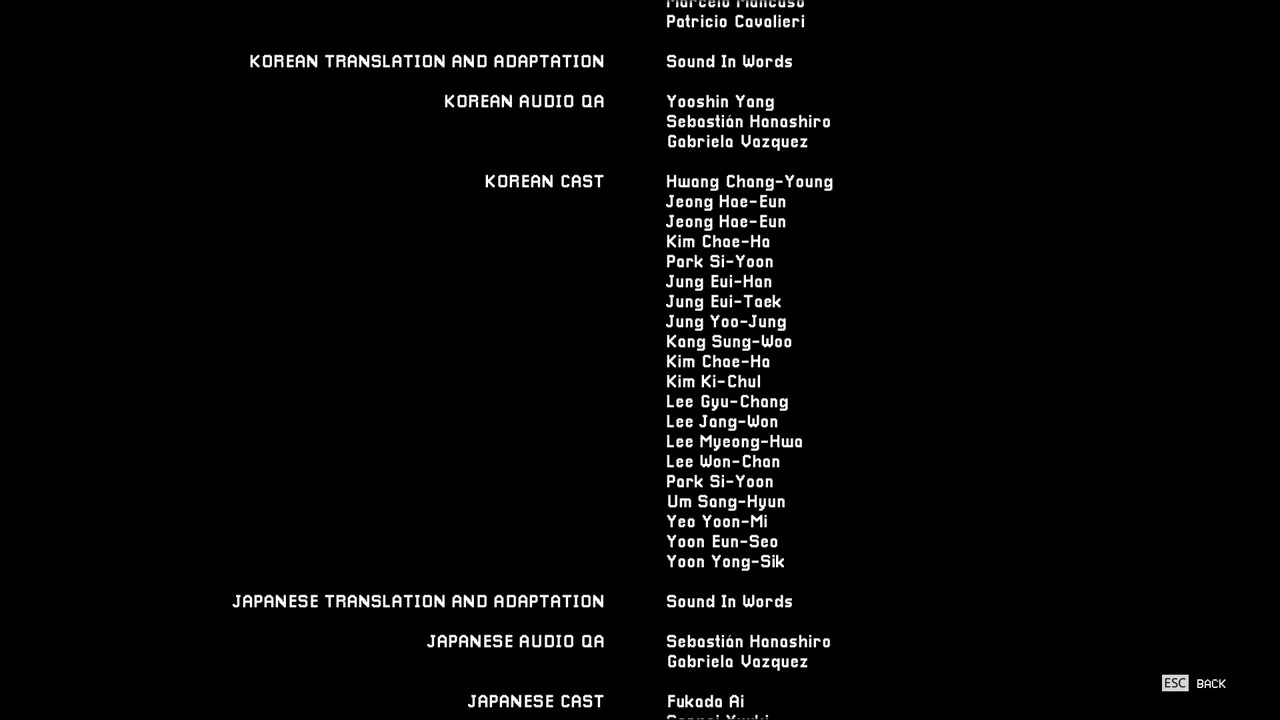 Marcelo Mancuso
Patricio Cavalieri
KOREAN TRANSLATION AND ADAPTATION Sound In Words
KOREAN AUDIO QA Yooshin Yang
Sebastián Hanashiro
Gabriela Vazquez
KOREAN CAST Hwang Chang-Young
Jeong Hae-Eun
Jeong Hae-Eun
Kim Chae-Ha
Park Si-Yoon
Jung Eui-Han
Jung Eui-Taek
Jung Yoo-Jung
Kang Sung-Woo
Kim Chae-Ha
Kim Ki-Chul
Lee Gyu-Chang
Lee Jang-Won
Lee Myeong-Hwa
Lee Won-Chan
Park Si-Yoon
Um Sang-Hyun
Yeo Yoon-Mi
Yoon Eun-Seo
Yoon Yong-Sik
JAPANESE TRANSLATION AND ADAPTATION Sound In Words
JAPANESE AUDIO QA Sebastián Hanashiro
Gabriela Vazquez
ESC BACK
JAPANESE CAST Fukada Ai